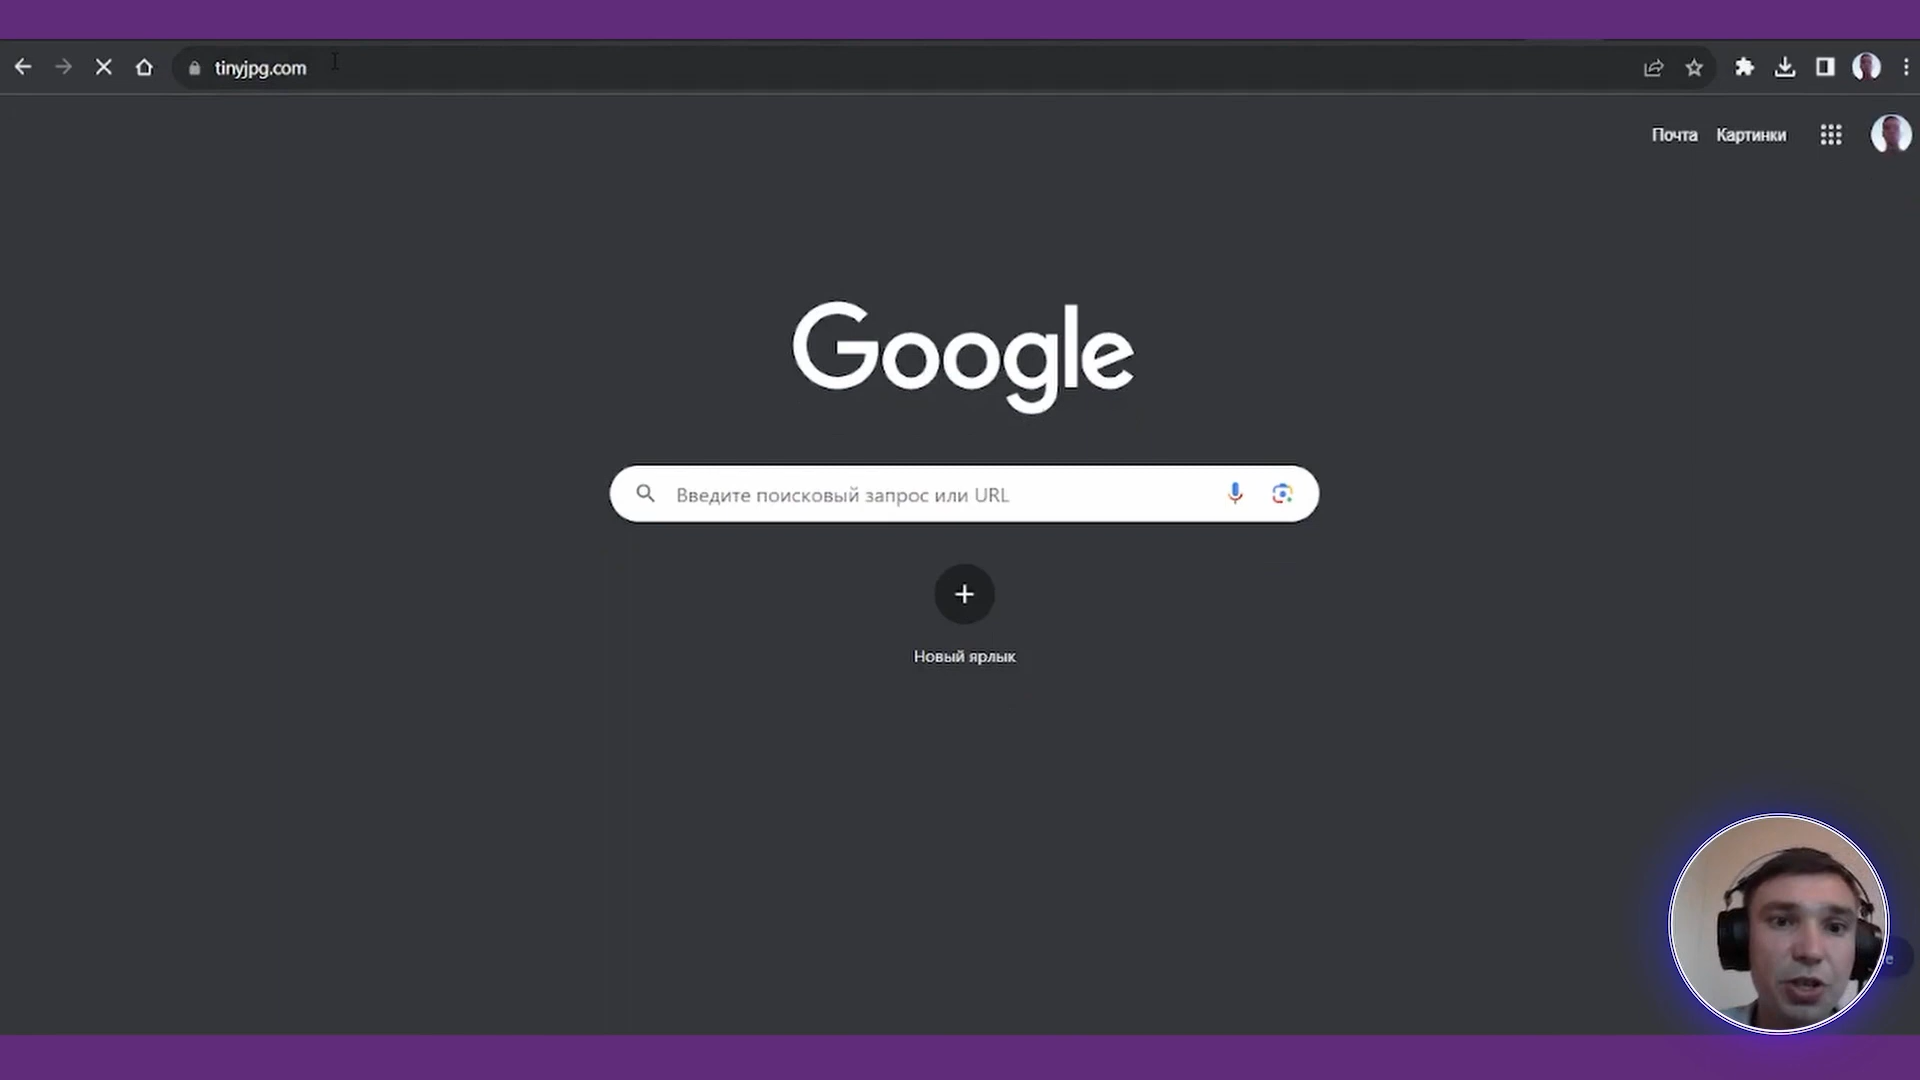 tinyjpg.com
Почта Картинки
Google
Введите поисковый запрос или URL
Новый ярлык